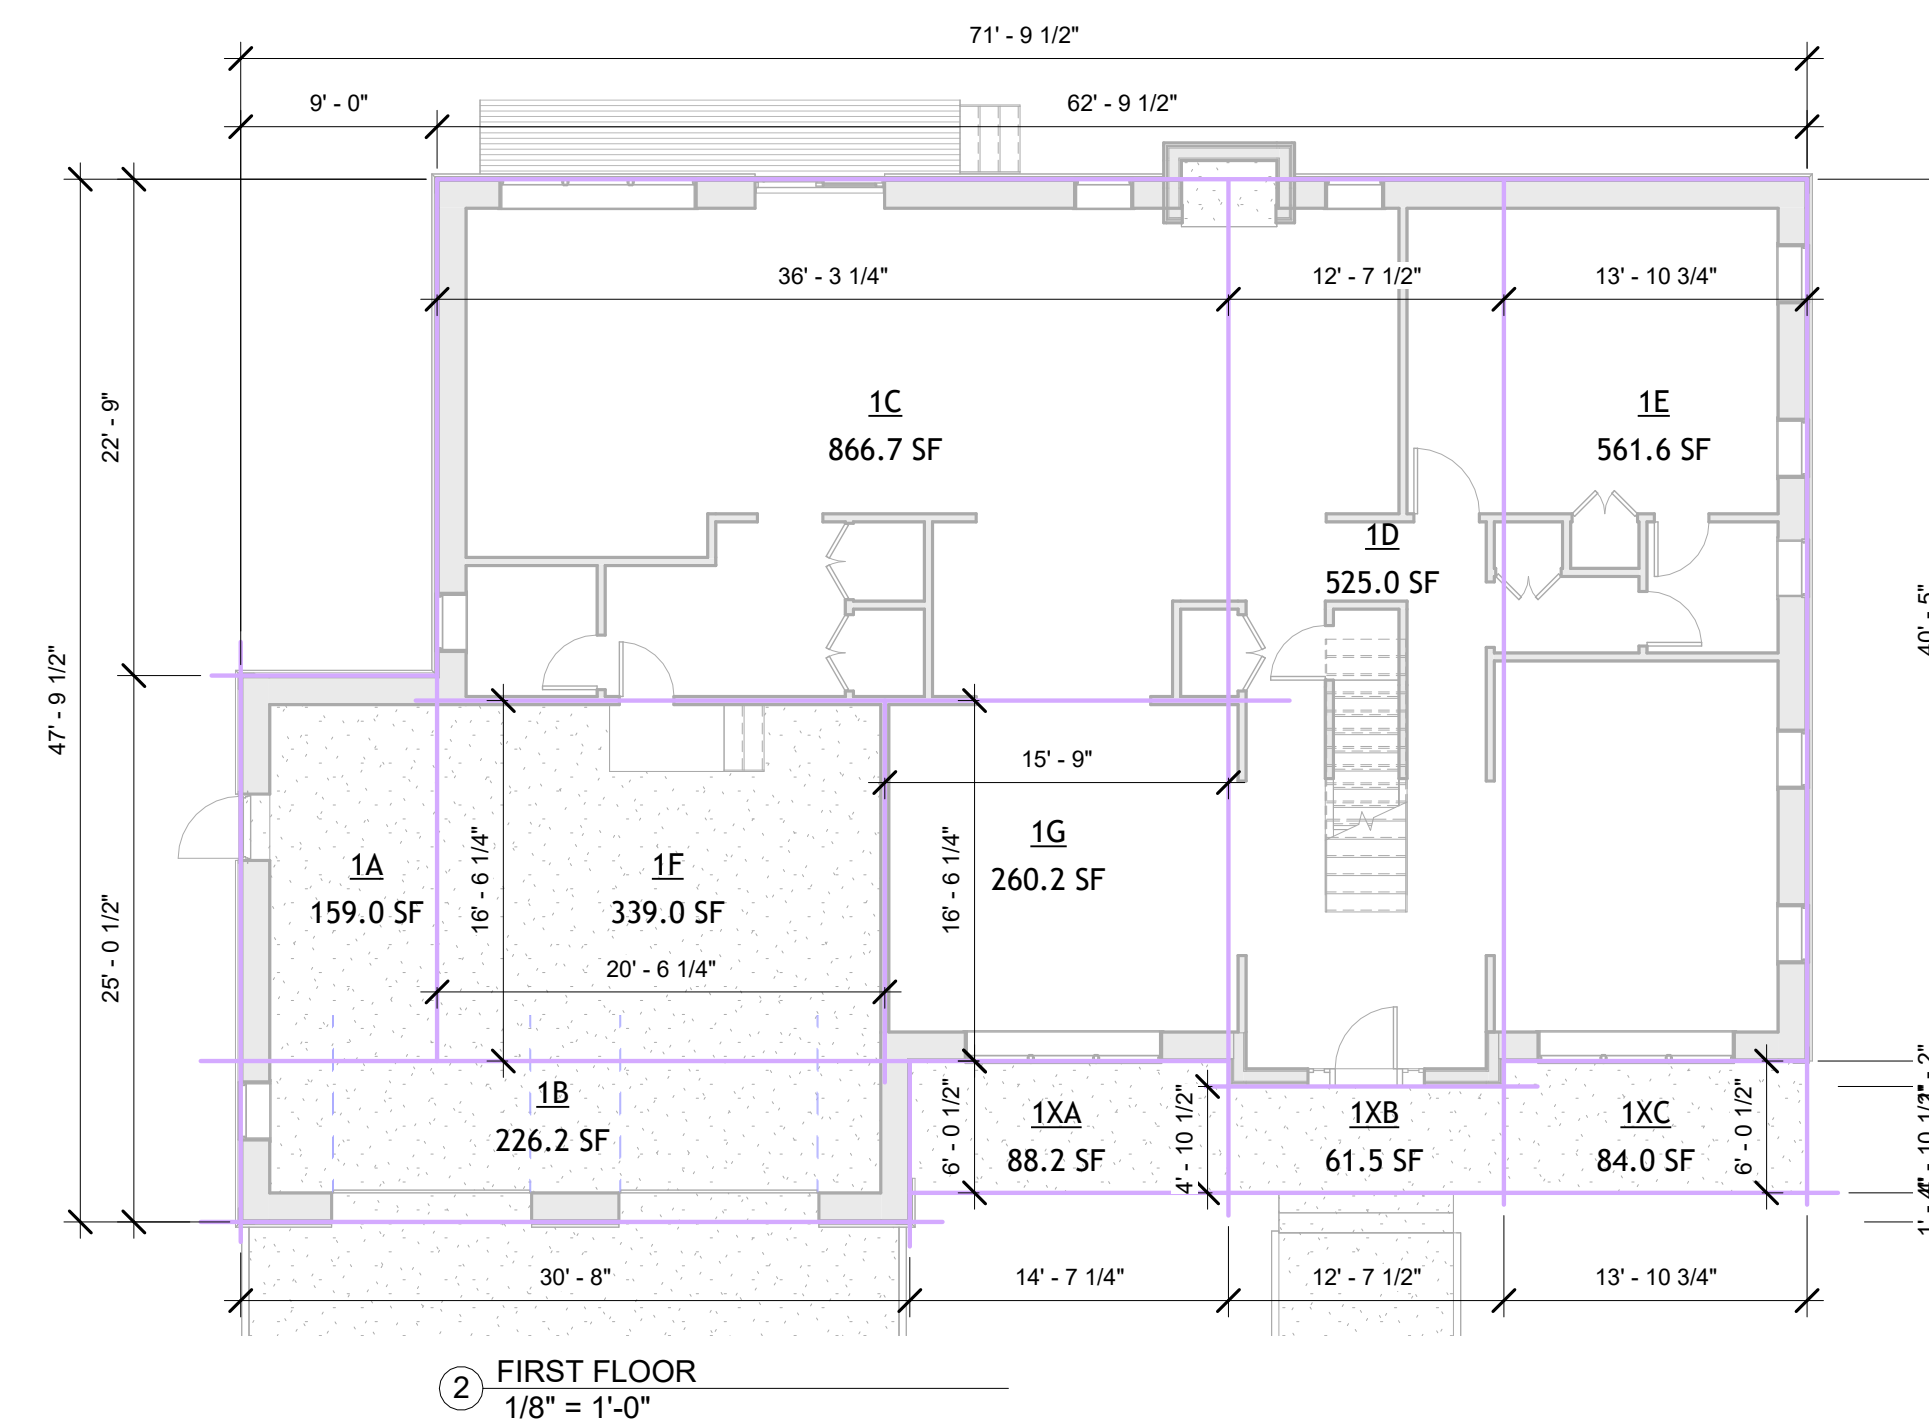 71' - 9 1/2"
9' - 0"
62' - 9 1/2"
36' - 3 1/4"
12' - 7 1/2"
13' - 10 3/4"
22' - 9"
47' - 9 1/2"
25' - 0 1/2"
40' - 5"
1C
866.7 SF
1E
561.6 SF
1D
525.0 SF
15' - 9"
16' - 6 1/4"
16' - 6 1/4"
1G
260.2 SF
1A
159.0 SF
1F
339.0 SF
20' - 6 1/4"
1B
226.2 SF
6' - 0 1/2"
1XA
88.2 SF
4' - 10 1/2"
1XB
61.5 SF
1XC
84.0 SF
6' - 0 1/2"
4' - 10 1/2"
30' - 8"
14' - 7 1/4"
12' - 7 1/2"
13' - 10 3/4"
2
FIRST FLOOR
1/8" = 1'-0"